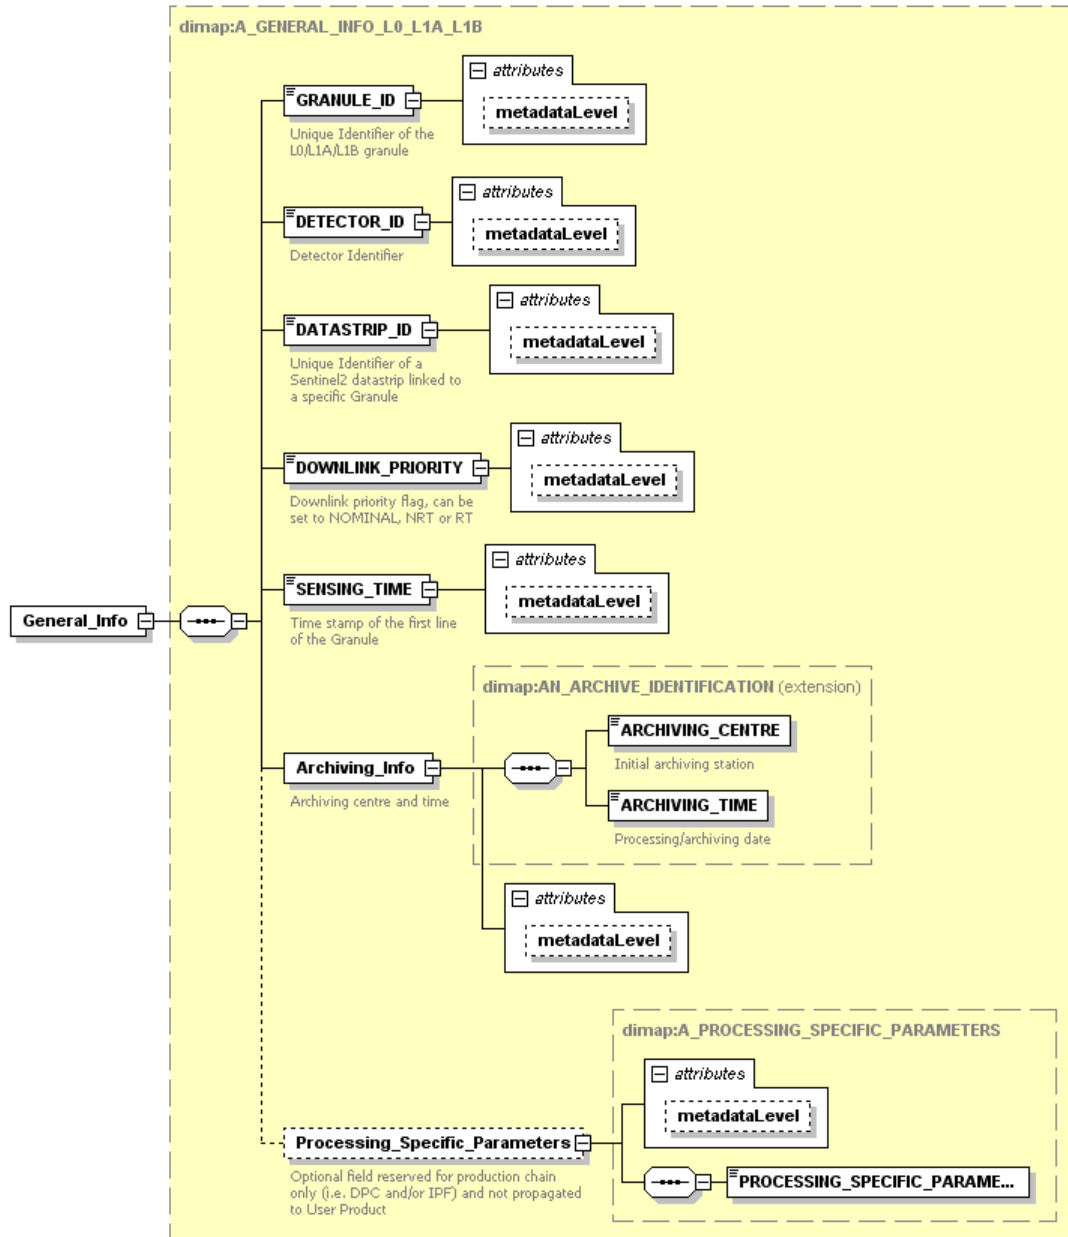 dimap:A_GENERAL_INFO_L0_L1A_L1B
attributes
GRANULE_ID
metadataLevel
Unique Identifier of the
L0/L1A/L1B granule
attributes
DETECTOR_ID
metadataLevel
Detector Identifier
attributes
DATASTRIP_ID
metadataLevel
Unique Identifier of a
Sentinel2 datastrip linked to
a specific Granule
attributes
DOWNLINK_PRIORITY
metadataLevel
Downlink priority flag, can be
set to NOMINAL, NRT or RT
attributes
SENSING_TIME
metadataLevel
Time stamp of the first line
of the Granule
General_Info
dimap:AN_ARCHIVE_IDENTIFICATION (extension)
ARCHIVING_CENTRE
Initial archiving station
Archiving_Info
Archiving centre and time
ARCHIVING_TIME
Processing/archiving date
attributes
metadataLevel
dimap:A_PROCESSING_SPECIFIC_PARAMETERS
attributes
metadataLevel
Processing_Specific_Parameters
Optional field reserved for production chain
only (i.e. DPC and/or IPF) and not propagated
to User Product
PROCESSING_SPECIFIC_PARAME...